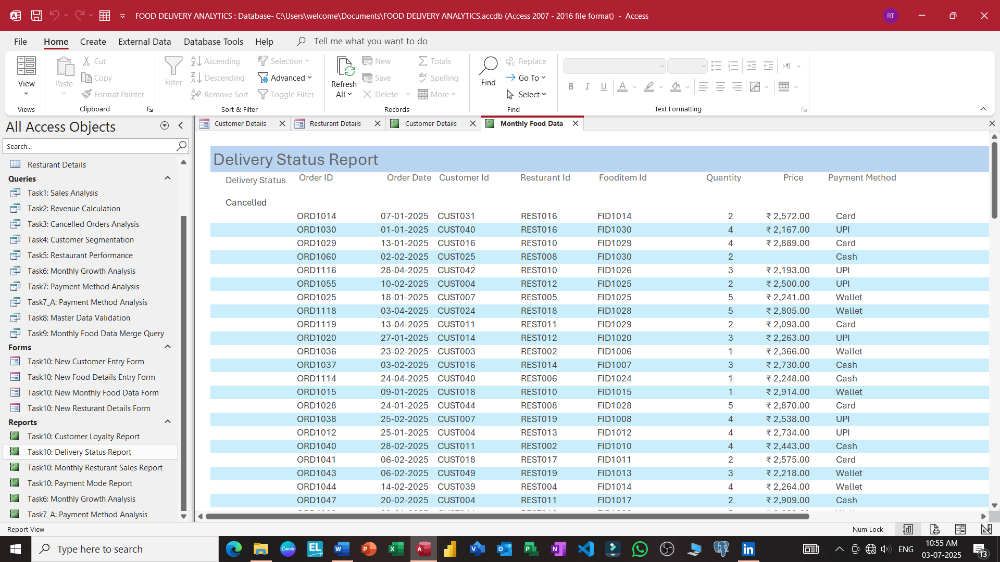 FOOD DELIVERY ANALYTICS : Database- C:\Users\welcome\Documents\FOOD DELIVERY ANALYTICS.accdb (Access 2007 - 2016 file format) - Access
RT
File Home Create External Data Database Tools Help Tell me what you want to do
View
Views
Paste
Cut
Copy
Format Painter
Clipboard
Filter
Ascending
Descending
Remove Sort
Selection
Advanced
Toggle Filter
Sort & Filter
Refresh
All
New
Save
Delete
Totals
Spelling
More
Records
Find
Replace
Go To
Select
Find
B I U A
Text Formatting
All Access Objects
Search...
Resturant Details
Queries
Task1: Sales Analysis
Task2: Revenue Calculation
Task3: Cancelled Orders Analysis
Task4: Customer Segmentation
Task5: Restaurant Performance
Task6: Monthly Growth Analysis
Task7: Payment Method Analysis
Task7_A: Payment Method Analysis
Task8: Master Data Validation
Task9: Monthly Food Data Merge Query
Forms
Task10: New Customer Entry Form
Task10: New Food Details Entry Form
Task10: New Monthly Food Data Form
Task10: New Resturant Details Form
Reports
Task10: Customer Loyalty Report
Task10: Delivery Status Report
Task10: Monthly Resturant Sales Report
Task10: Payment Mode Report
Task6: Monthly Growth Analysis
Task7_A: Payment Method Analysis
Customer Details Resturant Details Customer Details Monthly Food Data
Delivery Status Report
Delivery Status Order ID Order Date Customer Id Resturant Id Fooditem Id Quantity Price Payment Method
Cancelled
ORD1014 07-01-2025 CUST031 REST016 FID1014 2 ₹ 2,572.00 Card
ORD1030 01-01-2025 CUST040 REST016 FID1030 4 ₹ 2,167.00 UPI
ORD1029 13-01-2025 CUST016 REST010 FID1029 4 ₹ 2,889.00 Card
ORD1060 02-02-2025 CUST025 REST008 FID1030 2 Cash
ORD1116 28-04-2025 CUST042 REST010 FID1026 3 ₹ 2,193.00 UPI
ORD1055 10-02-2025 CUST004 REST012 FID1025 2 ₹ 2,500.00 UPI
ORD1025 18-01-2025 CUST007 REST005 FID1025 5 ₹ 2,241.00 Wallet
ORD1118 03-04-2025 CUST024 REST018 FID1028 5 ₹ 2,805.00 Wallet
ORD1119 13-04-2025 CUST011 REST011 FID1029 2 ₹ 2,093.00 Card
ORD1020 27-01-2025 CUST014 REST012 FID1020 3 ₹ 2,263.00 UPI
ORD1036 23-02-2025 CUST003 REST002 FID1006 1 ₹ 2,366.00 Wallet
ORD1037 03-02-2025 CUST016 REST014 FID1007 3 ₹ 2,730.00 Cash
ORD1114 24-04-2025 CUST040 REST006 FID1024 1 ₹ 2,248.00 Cash
ORD1015 09-01-2025 CUST018 REST010 FID1015 1 ₹ 2,914.00 Wallet
ORD1028 24-01-2025 CUST044 REST008 FID1028 5 ₹ 2,870.00 Card
ORD1038 25-02-2025 CUST007 REST019 FID1008 4 ₹ 2,538.00 UPI
ORD1012 25-01-2025 CUST004 REST013 FID1012 4 ₹ 2,734.00 UPI
ORD1040 28-02-2025 CUST011 REST002 FID1010 4 ₹ 2,443.00 Cash
ORD1041 06-02-2025 CUST018 REST017 FID1011 2 ₹ 2,575.00 Card
ORD1043 06-02-2025 CUST049 REST019 FID1013 3 ₹ 2,218.00 Wallet
ORD1044 14-02-2025 CUST039 REST004 FID1014 4 ₹ 2,264.00 Wallet
ORD1047 20-02-2025 CUST004 REST011 FID1017 2 ₹ 2,909.00 Cash
Report View
Num Lock
Type here to search
ENG
10:55 AM
03-07-2025
13